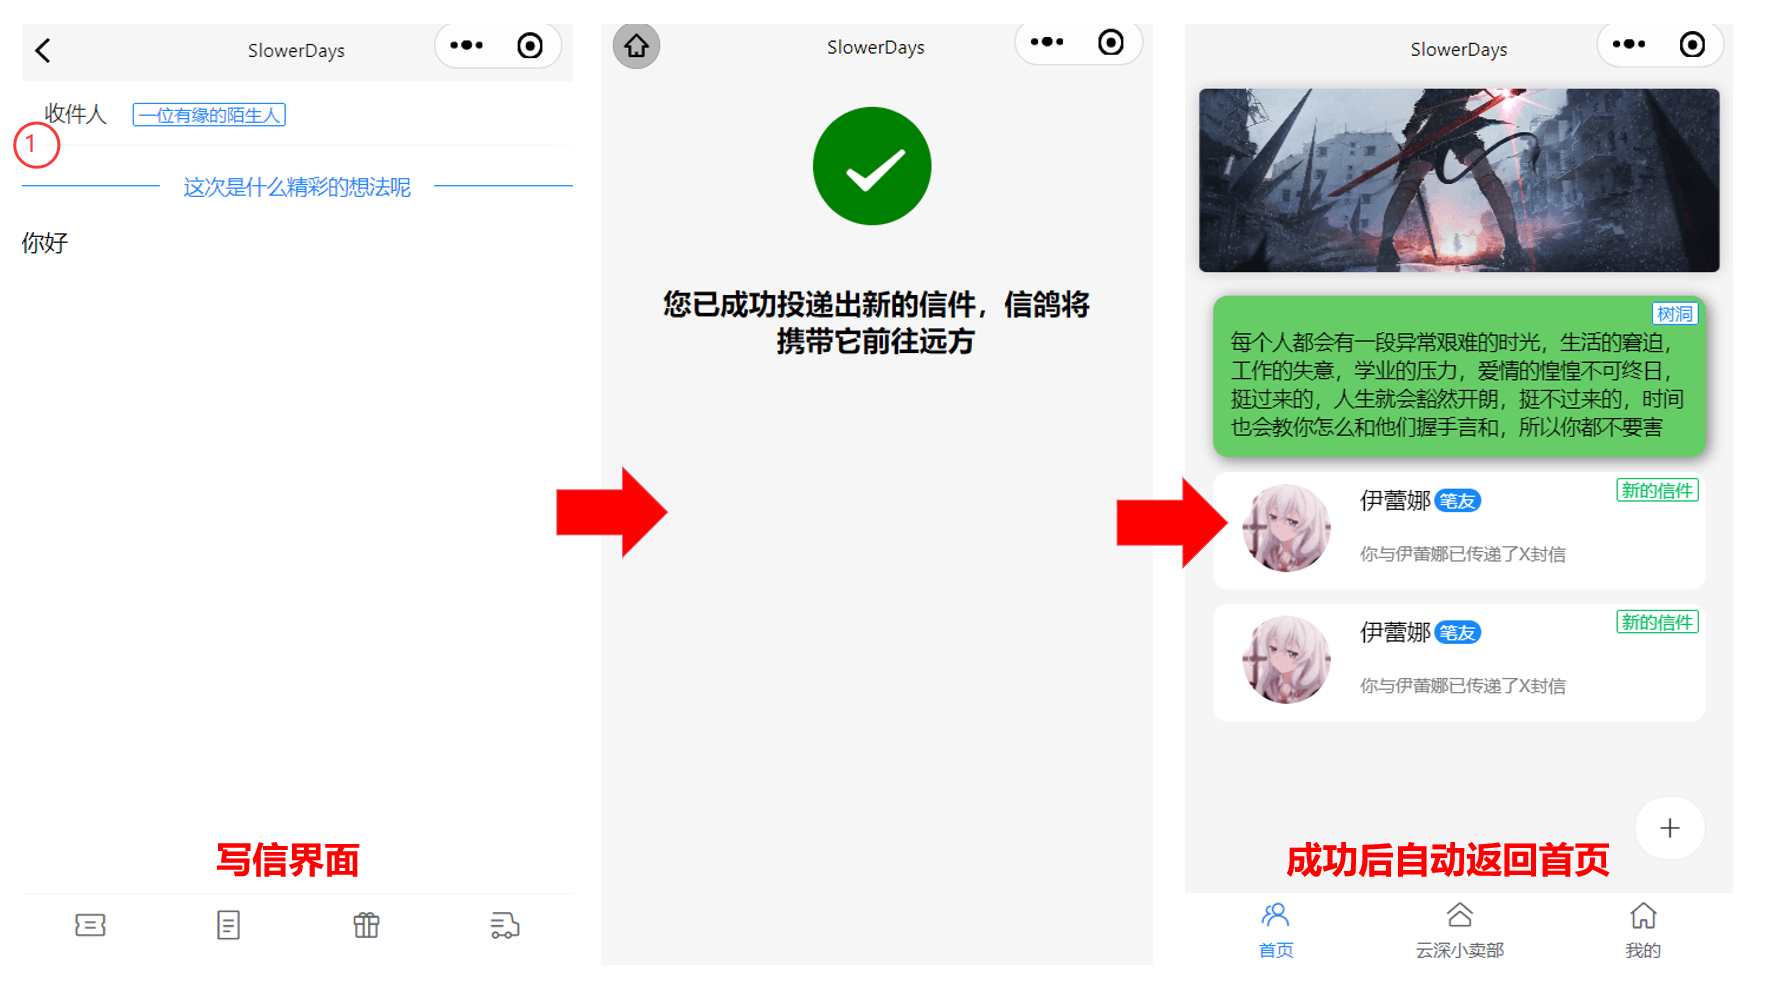 SlowerDays
收件人 一位有缘的陌生人
1
这次是什么精彩的想法呢
你好
写信界面
SlowerDays
您已成功投递出新的信件，信鸽将
携带它前往远方
SlowerDays
树洞
每个人都会有一段异常艰难的时光，生活的窘迫，
工作的失意，学业的压力，爱情的惶惶不可终日，
挺过来的，人生就会豁然开朗，挺不过来的，时间
也会教你怎么和他们握手言和，所以你都不要害
伊蕾娜 笔友 新的信件
你与伊蕾娜已传递了X封信
伊蕾娜 笔友 新的信件
你与伊蕾娜已传递了X封信
成功后自动返回首页
首页 云深小卖部 我的